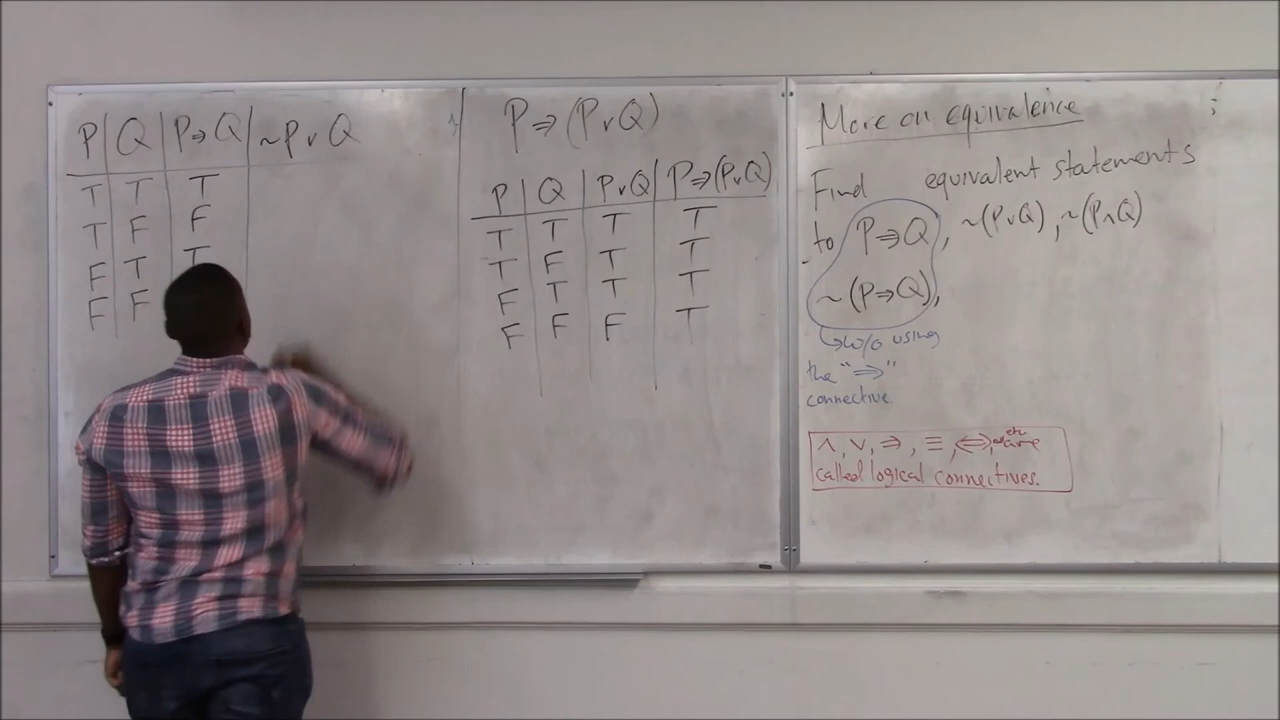 P Q P⇒Q ~P∨Q
T T T
T F F
F T T
F F
P⇒(P∨Q)
P Q P∨Q P⇒(P∨Q)
T T T T
T F T T
F T T T
F F F T
More on equivalence
Find equivalent statements
to P⇒Q, ~(P∨Q), ~(P∧Q)
~(P⇒Q),
w/o using
the "⇒"
connective.
∧, ∨, ⇒, ≡, ⇔, etc are
called logical connectives.